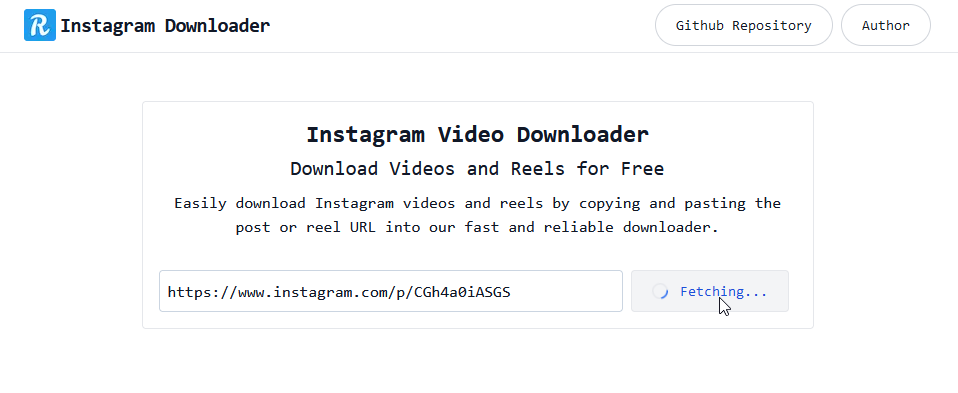 R Instagram Downloader
Github Repository
Author
Instagram Video Downloader
Download Videos and Reels for Free
Easily download Instagram videos and reels by copying and pasting the
post or reel URL into our fast and reliable downloader.
https://www.instagram.com/p/CGh4a0iASGS
Fetching...